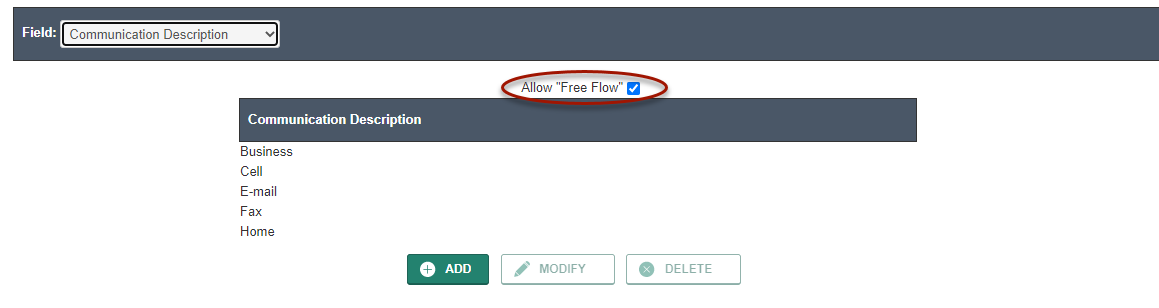 Field: Communication Description
Allow "Free Flow"
Communication Description
Business
Cell
E-mail
Fax
Home
ADD MODIFY DELETE